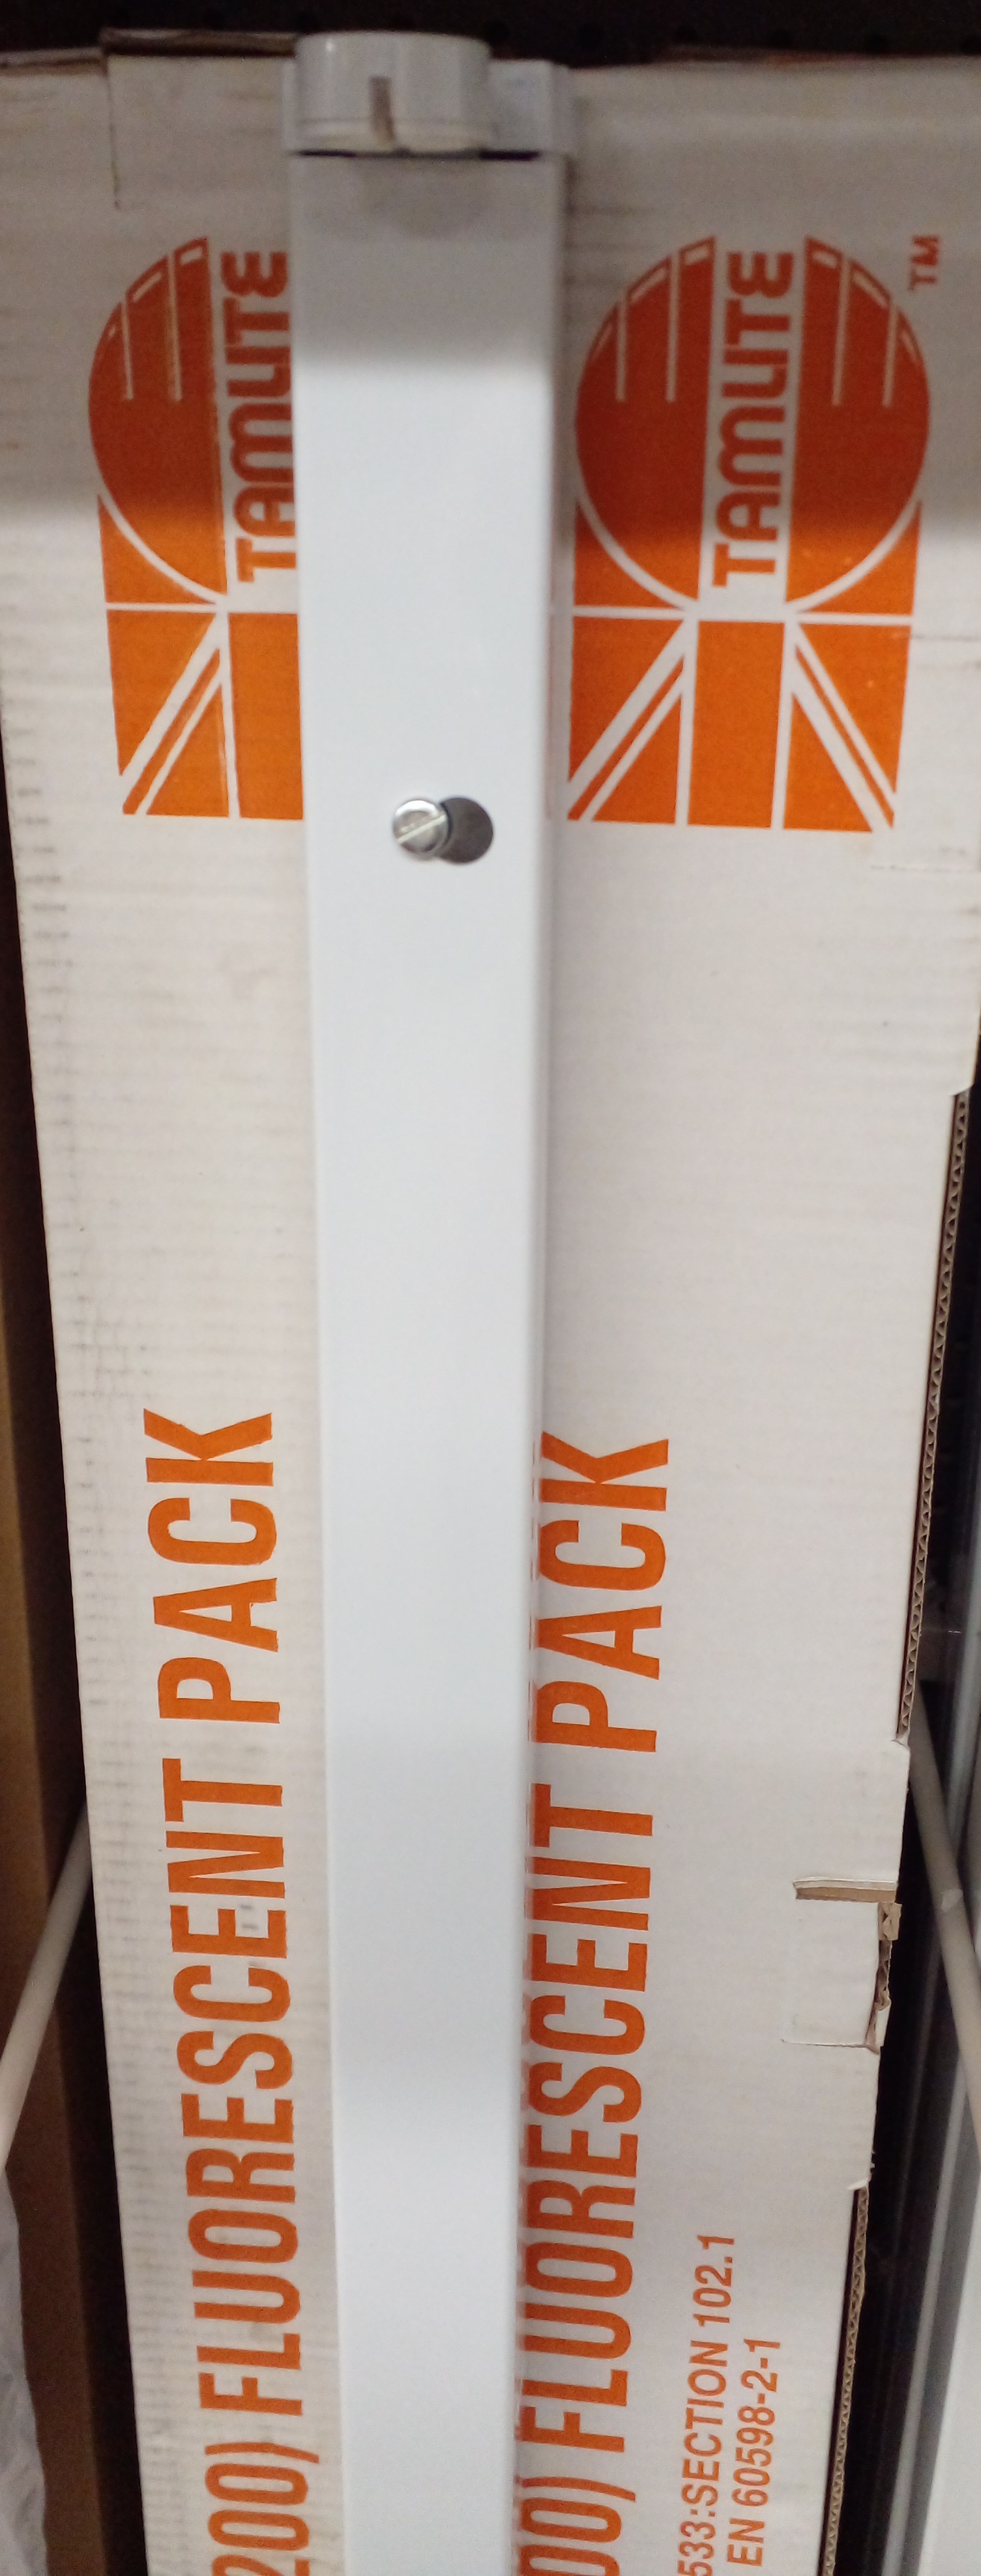 TAMLITE
TAMLITE
TM
200) FLUORESCENT PACK
00) FLUORESCENT PACK
533:SECTION 102.1
EN 60598-2-1